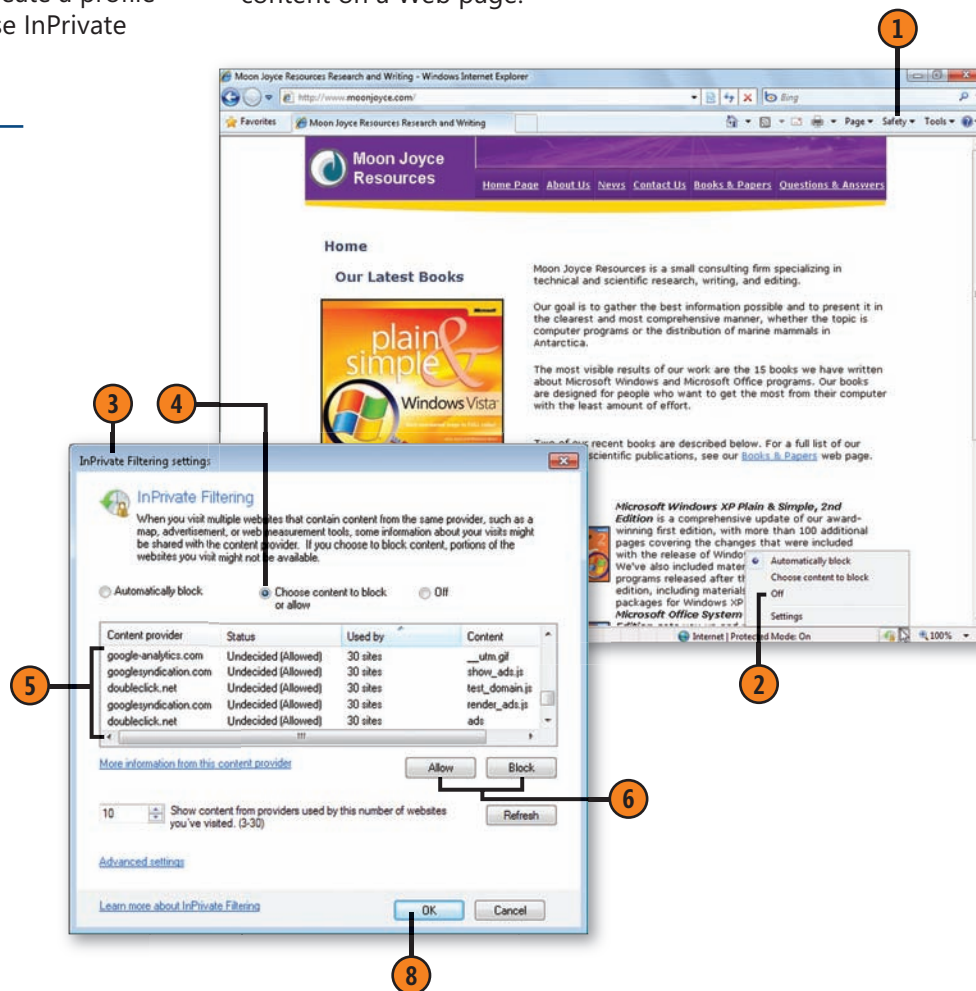 eate a profile
se InPrivate
content on a Web page.
1
Moon Joyce Resources Research and Writing - Windows Internet Explorer
http://www.moonjoyce.com/
Bing
Favorites
Moon Joyce Resources Research and Writing
Page
Safety
Tools
Moon Joyce
Resources
Home Page About Us News Contact Us Books & Papers Questions & Answers
Home
Our Latest Books
Microsoft
plain &
simple
Windows Vista
Moon Joyce Resources is a small consulting firm specializing in
technical and scientific research, writing, and editing.
Our goal is to gather the best information possible and to present it in
the clearest and most comprehensive manner, whether the topic is
computer programs or the distribution of marine mammals in
Antarctica.
The most visible results of our work are the 15 books we have written
about Microsoft Windows and Microsoft Office programs. Our books
are designed for people who want to get the most from their computer
with the least amount of effort.
Two of our recent books are described below. For a full list of our
scientific publications, see our Books & Papers web page.
Microsoft Windows XP Plain & Simple, 2nd
Edition is a comprehensive update of our award-
winning first edition, with more than 100 additional
pages covering the changes that were included
with the release of Window
We've also included mater
programs released after th
edition, including materials
packages for Windows XP
Microsoft Office System
Automatically block
Choose content to block
Off
Settings
Internet | Protected Mode: On
100%
2
3
4
InPrivate Filtering settings
InPrivate Filtering
When you visit multiple websites that contain content from the same provider, such as a
map, advertisement, or web measurement tools, some information about your visits might
be shared with the content provider. If you choose to block content, portions of the
websites you visit might not be available.
Automatically block
Choose content to block
or allow
Off
Content provider Status Used by Content
google-analytics.com Undecided (Allowed) 30 sites __utm.gif
googlesyndication.com Undecided (Allowed) 30 sites show_ads.js
doubleclick.net Undecided (Allowed) 30 sites test_domain.js
googlesyndication.com Undecided (Allowed) 30 sites render_ads.js
doubleclick.net Undecided (Allowed) 30 sites ads
5
More information from this content provider
Allow
Block
6
10
Show content from providers used by this number of websites
you've visited. (3-30)
Refresh
Advanced settings
Learn more about InPrivate Filtering
OK
Cancel
8